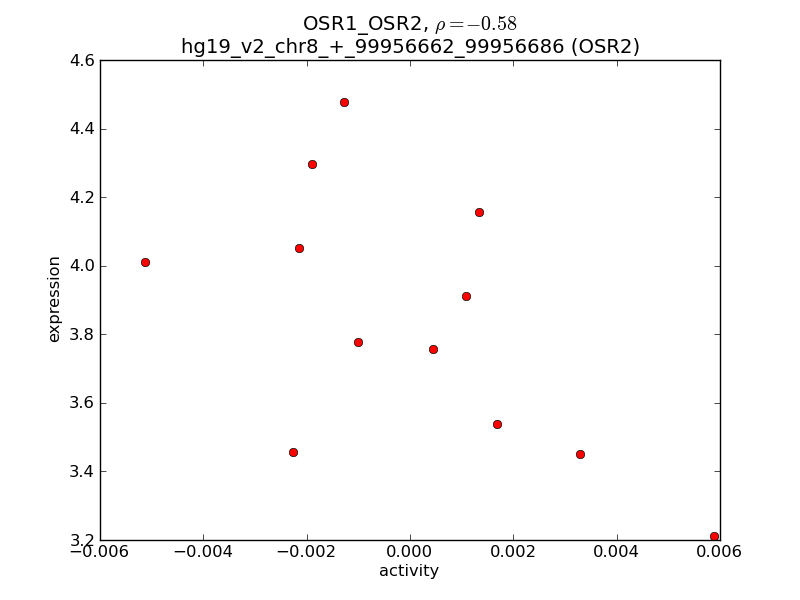 OSR1_OSR2, ρ = −0.58
hg19_v2_chr8_+_99956662_99956686 (OSR2)
4.6
4.4
4.2
4.0
3.8
3.6
3.4
3.2
expression
−0.006 −0.004 −0.002 0.000 0.002 0.004 0.006
activity